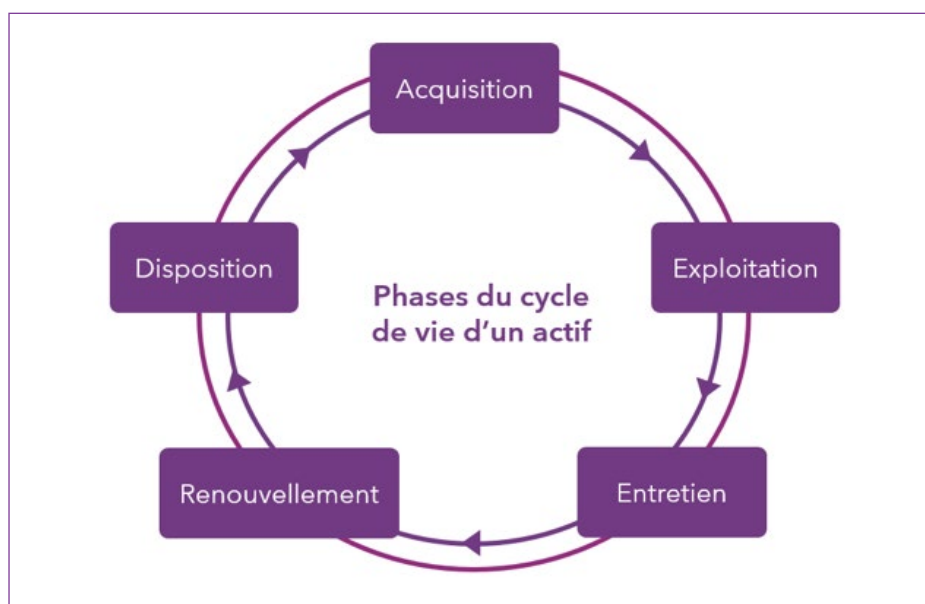 Acquisition
Exploitation
Entretien
Renouvellement
Disposition
Phases du cycle
de vie d’un actif